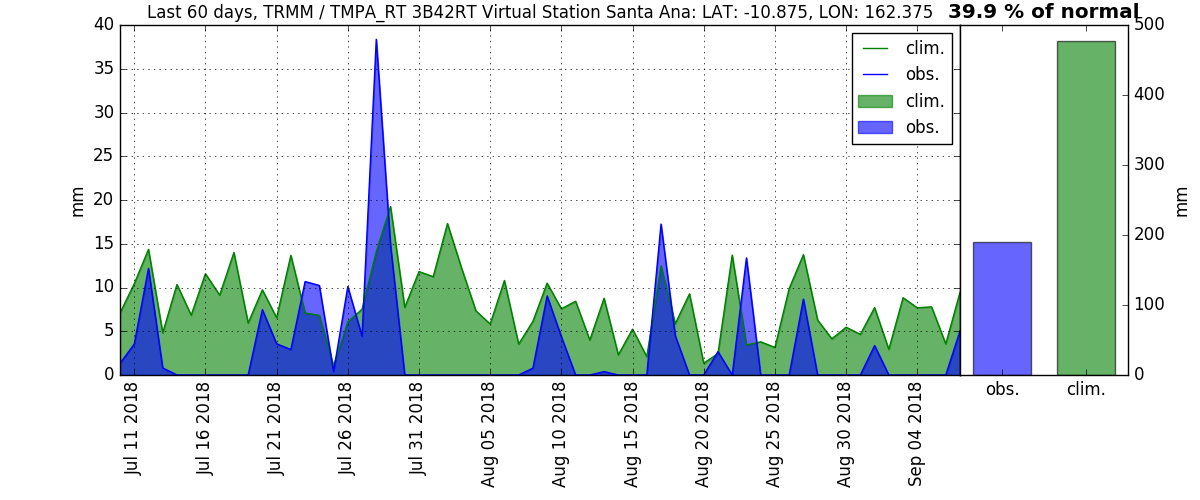 Last 60 days, TRMM / TMPA_RT 3B42RT Virtual Station Santa Ana: LAT: -10.875, LON: 162.375 39.9 % of normal
clim.
obs.
clim.
obs.
mm
40
35
30
25
20
15
10
5
0
Jul 11 2018
Jul 16 2018
Jul 21 2018
Jul 26 2018
Jul 31 2018
Aug 05 2018
Aug 10 2018
Aug 15 2018
Aug 20 2018
Aug 25 2018
Aug 30 2018
Sep 04 2018
obs.
clim.
500
400
300
200
100
0
mm